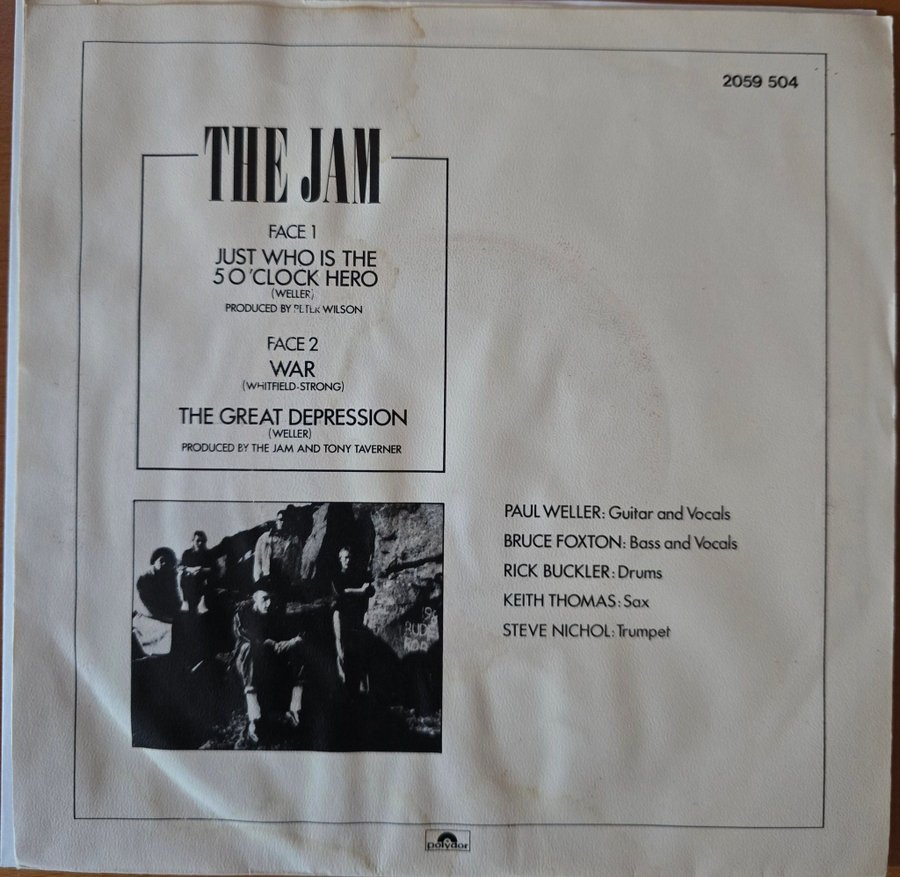 2059 504
THE JAM
FACE 1
JUST WHO IS THE
5 O'CLOCK HERO
(WELLER)
PRODUCED BY PETER WILSON
FACE 2
WAR
(WHITFIELD-STRONG)
THE GREAT DEPRESSION
(WELLER)
PRODUCED BY THE JAM AND TONY TAVERNER
PAUL WELLER: Guitar and Vocals
BRUCE FOXTON: Bass and Vocals
RICK BUCKLER: Drums
KEITH THOMAS: Sax
STEVE NICHOL: Trumpet
polydor